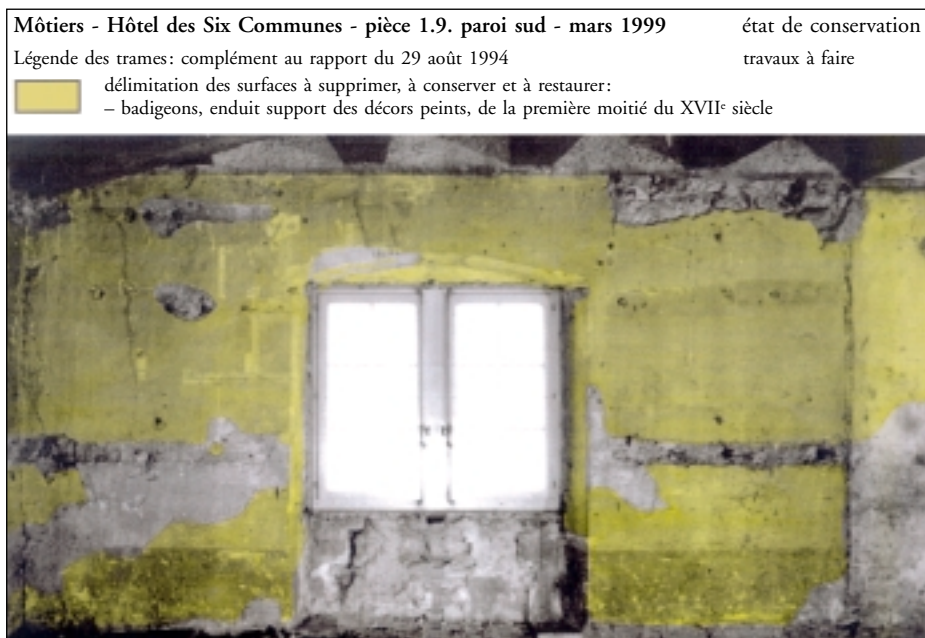 Môtiers - Hôtel des Six Communes - pièce 1.9. paroi sud - mars 1999 état de conservation
Légende des trames: complément au rapport du 29 août 1994 travaux à faire
délimitation des surfaces à supprimer, à conserver et à restaurer:
– badigeons, enduit support des décors peints, de la première moitié du XVIIe siècle